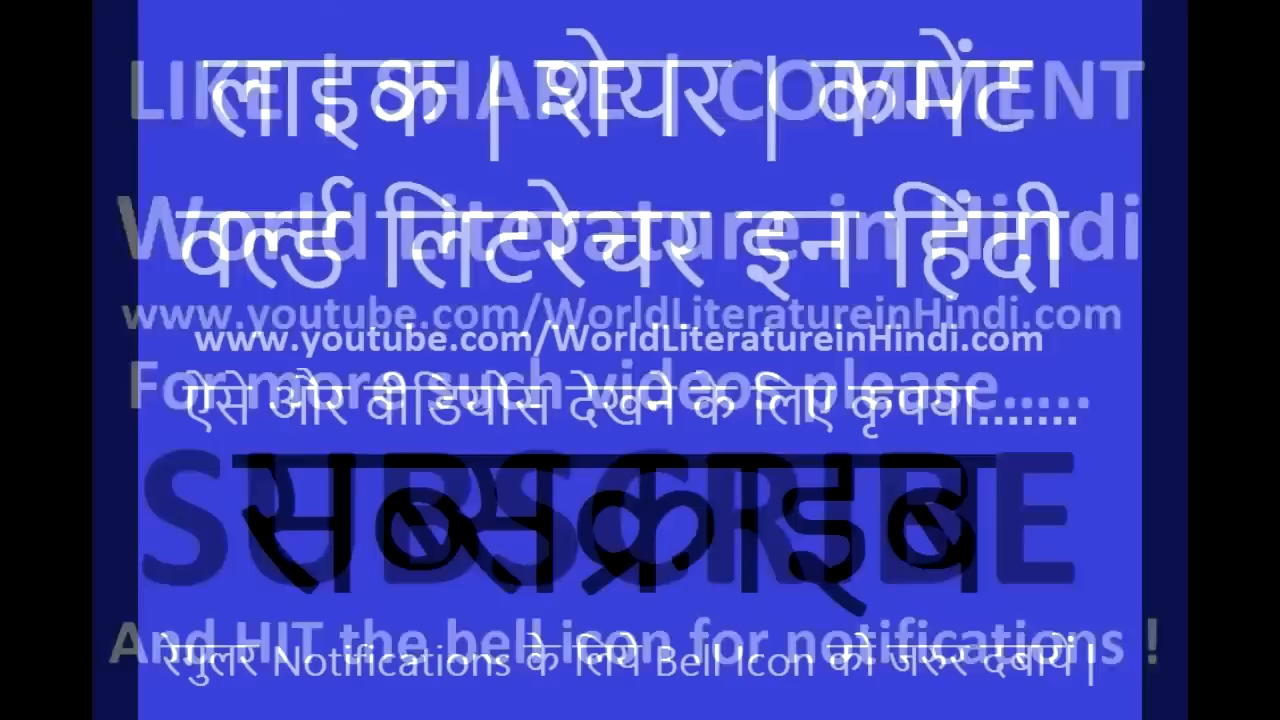 लाइक | शेयर | कमेंट
LIKE SHARE COMMENT
वर्ल्ड लिटरेचर इन हिंदी
World Literature in Hindi
www.youtube.com/WorldLiteratureinHindi.com
www.youtube.com/WorldLiteratureinHindi.com
For more such videos please.....
ऐसे और वीडियोस देखने के लिए कृपया.......
सब्सक्राइब
SUBSCRIBE
And HIT the bell icon for notifications !
रेगुलर Notifications के लिये Bell Icon को जरुर दबायें |